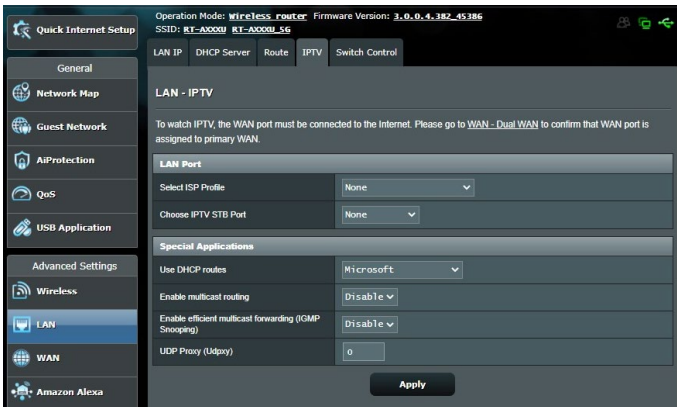 Quick Internet Setup
General
Network Map
Guest Network
AiProtection
QoS
USB Application
Advanced Settings
Wireless
LAN
WAN
Amazon Alexa
Operation Mode: Wireless router Firmware Version: 3.0.0.4.382_45386
SSID: RT-AXXXU RT-AXXXU_5G
LAN IP DHCP Server Route IPTV Switch Control
LAN - IPTV
To watch IPTV, the WAN port must be connected to the Internet. Please go to WAN - Dual WAN to confirm that WAN port is
assigned to primary WAN.
LAN Port
Select ISP Profile None
Choose IPTV STB Port None
Special Applications
Use DHCP routes Microsoft
Enable multicast routing Disable
Enable efficient multicast forwarding (IGMP
Snooping) Disable
UDP Proxy (Udpxy) 0
Apply